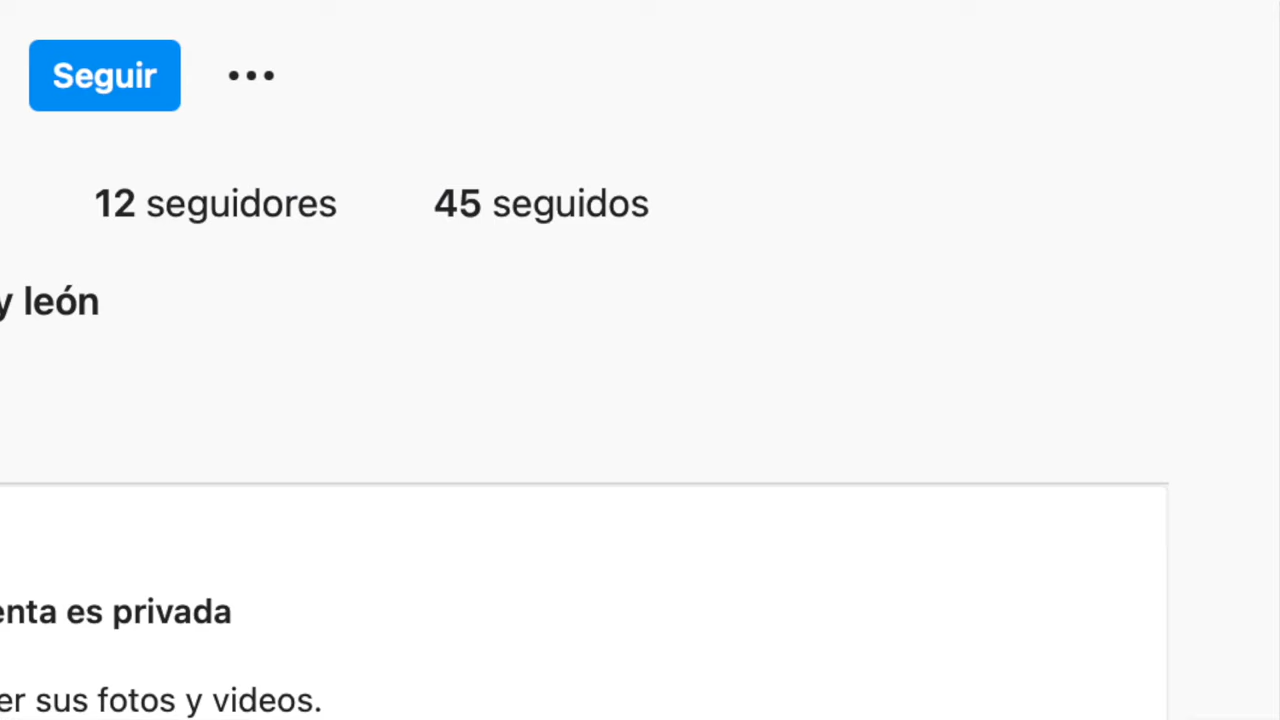 Seguir
12 seguidores 45 seguidos
y león
enta es privada
er sus fotos y videos.